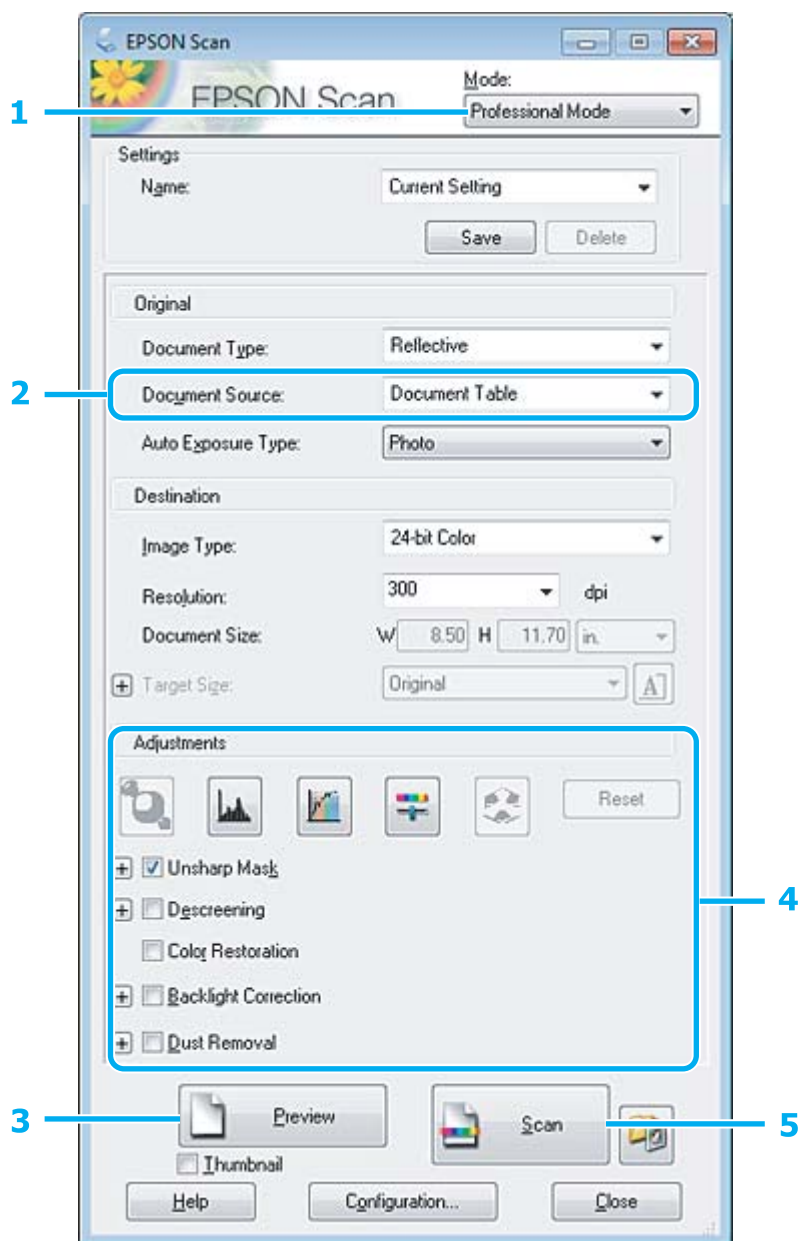 EPSON Scan
EPSON Scan
Mode:
1
Professional Mode
Settings
Name:
Current Setting
Save
Delete
Original
Document Type:
Reflective
2
Document Source:
Document Table
Auto Exposure Type:
Photo
Destination
Image Type:
24-bit Color
Resolution:
300
dpi
Document Size:
W 8.50 H 11.70 in.
Target Size:
Original
A
Adjustments
Reset
Unsharp Mask
4
Descreening
Color Restoration
Backlight Correction
Dust Removal
3
Preview
Scan
5
Thumbnail
Help
Configuration...
Close